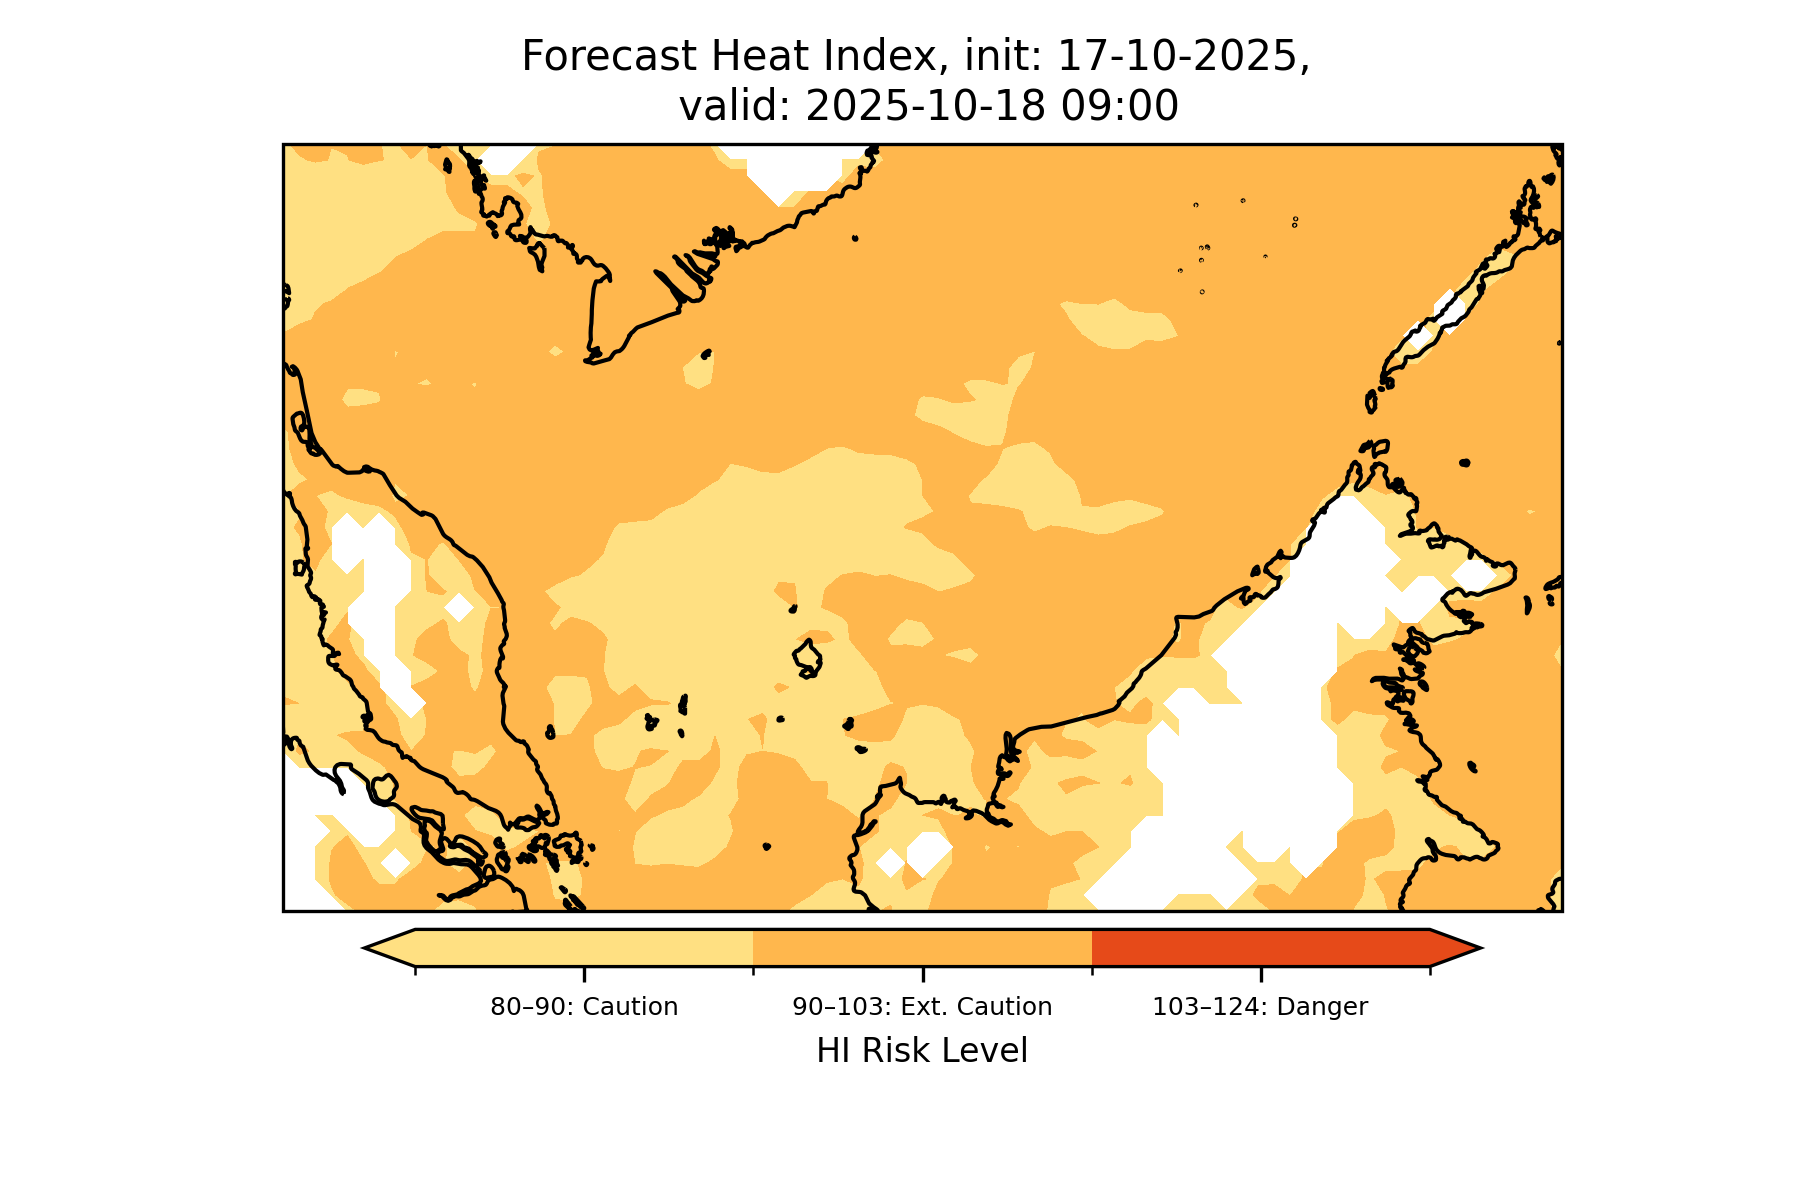 Forecast Heat Index, init: 17-10-2025,
valid: 2025-10-18 09:00
80–90: Caution
90–103: Ext. Caution
103–124: Danger
HI Risk Level